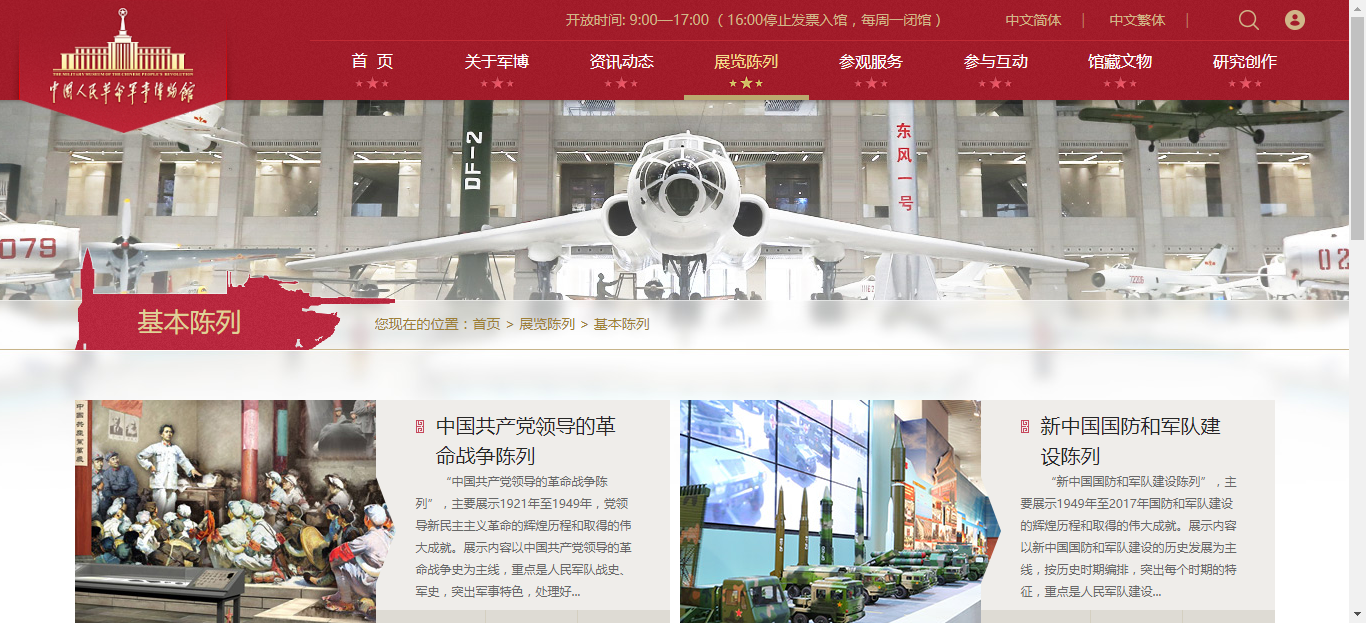 开放时间: 9:00—17:00（16:00停止发票入馆，每周一闭馆）
中文简体 | 中文繁体 |
THE MILITARY MUSEUM OF THE CHINESE PEOPLE'S REVOLUTION
中国人民革命军事博物馆
首 页 关于军博 资讯动态 展览陈列 参观服务 参与互动 馆藏文物 研究创作
DF-2
东风一号
079
02
72206
基本陈列
您现在的位置：首页 > 展览陈列 > 基本陈列
中国共产党领导的革
命战争陈列
“中国共产党领导的革命战争陈
列”，主要展示1921年至1949年，党领
导新民主主义革命的辉煌历程和取得的伟
大成就。展示内容以中国共产党领导的革
命战争史为主线，重点是人民军队战史、
军史，突出军事特色，处理好...
新中国国防和军队建
设陈列
“新中国国防和军队建设陈列”，主
要展示1949年至2017年国防和军队建设
的辉煌历程和取得的伟大成就。展示内容
以新中国国防和军队建设的历史发展为主
线，按历史时期编排，突出每个时期的特
征，重点是人民军队建设...